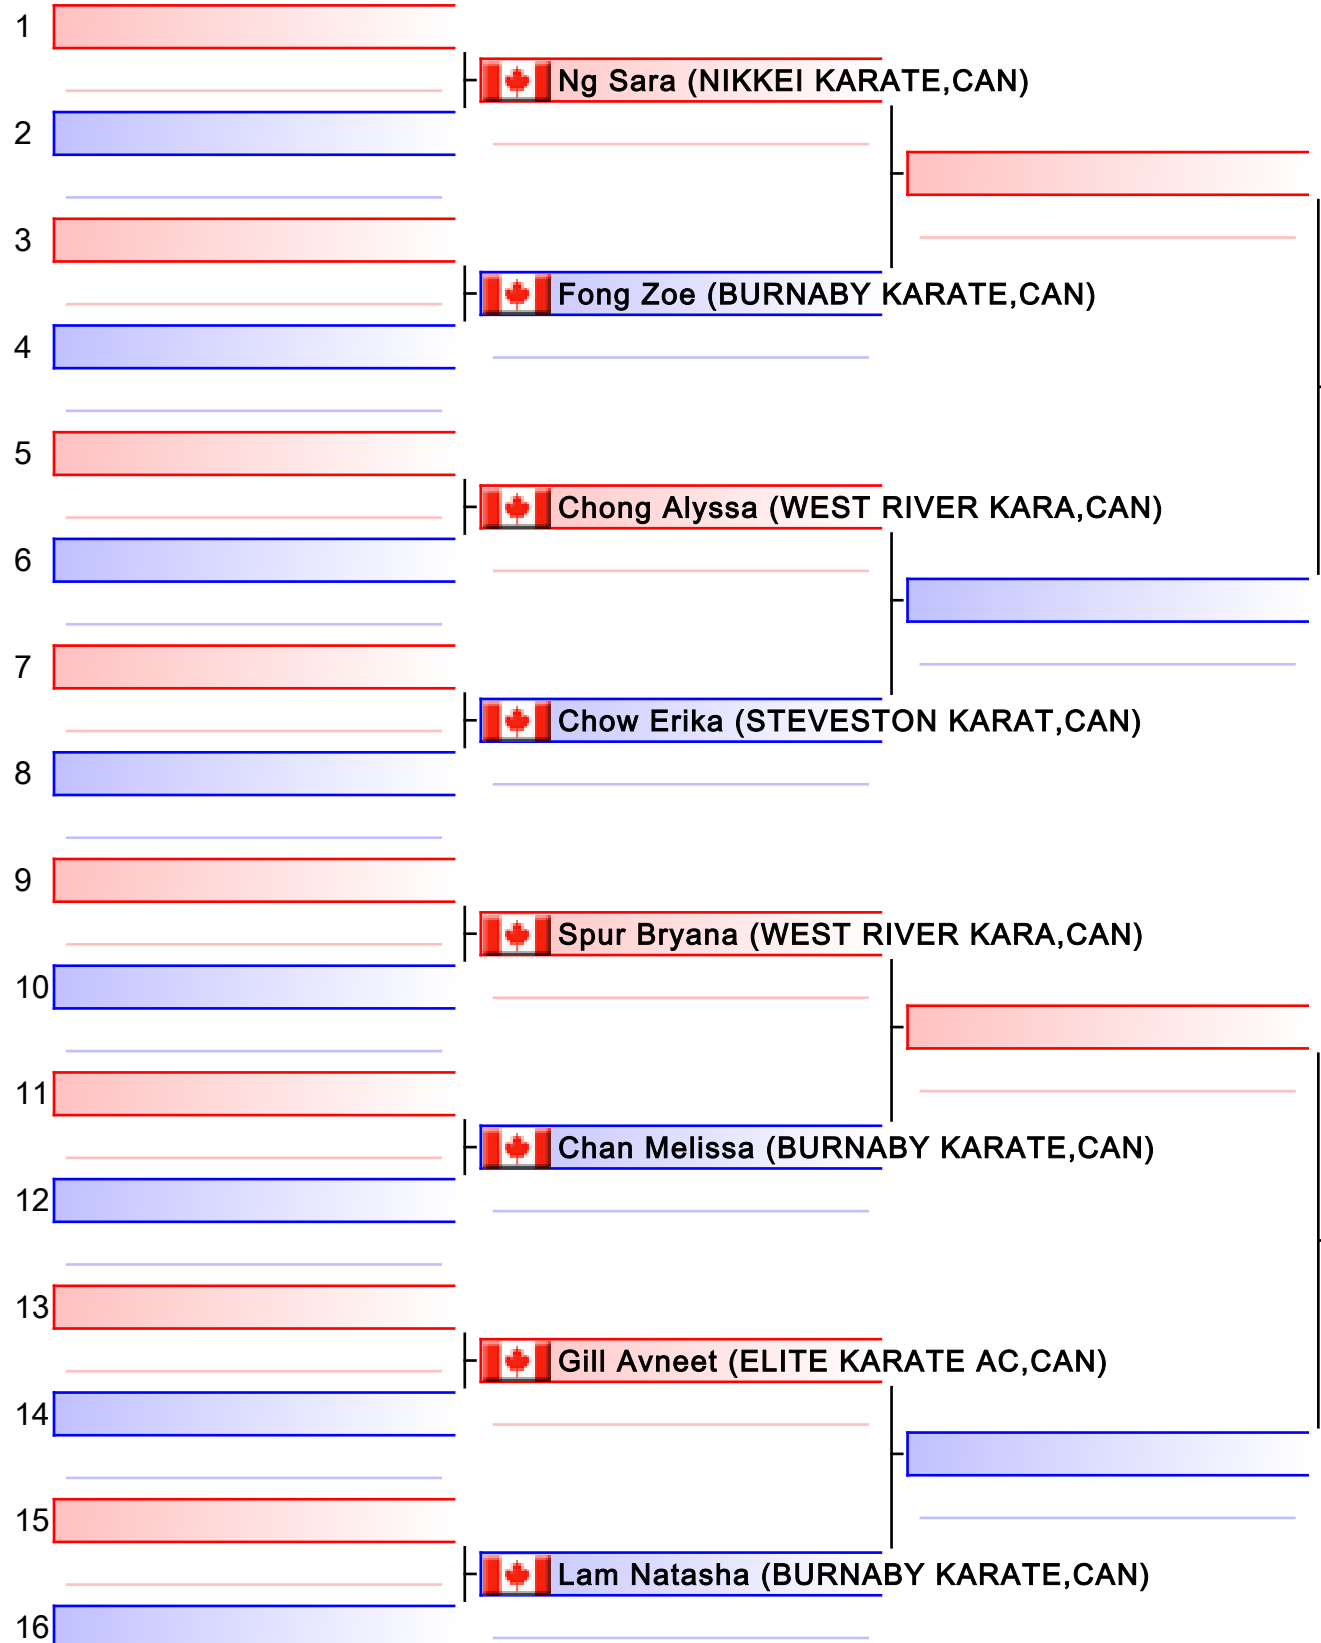 1
Ng Sara (NIKKEI KARATE,CAN)
2
3
Fong Zoe (BURNABY KARATE,CAN)
4
5
Chong Alyssa (WEST RIVER KARA,CAN)
6
7
Chow Erika (STEVESTON KARAT,CAN)
8
9
Spur Bryana (WEST RIVER KARA,CAN)
10
11
Chan Melissa (BURNABY KARATE,CAN)
12
13
Gill Avneet (ELITE KARATE AC,CAN)
14
15
Lam Natasha (BURNABY KARATE,CAN)
16